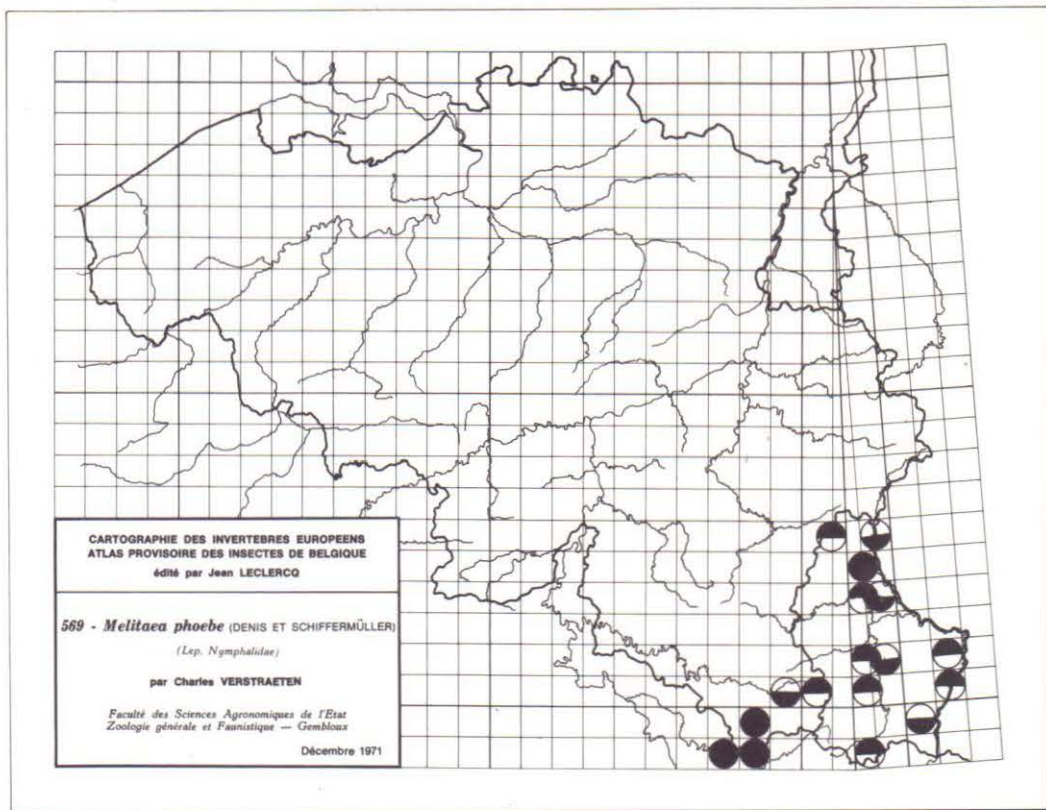 CARTOGRAPHIE DES INVERTEBRES EUROPEENS
ATLAS PROVISOIRE DES INSECTES DE BELGIQUE
édité par Jean LECLERCQ
569 - Melitaea phoebe (DENIS ET SCHIFFERMÜLLER)
(Lep. Nymphalidae)
par Charles VERSTRAETEN
Faculté des Sciences Agronomiques de l'Etat
Zoologie générale et Faunistique — Gembloux
Décembre 1971